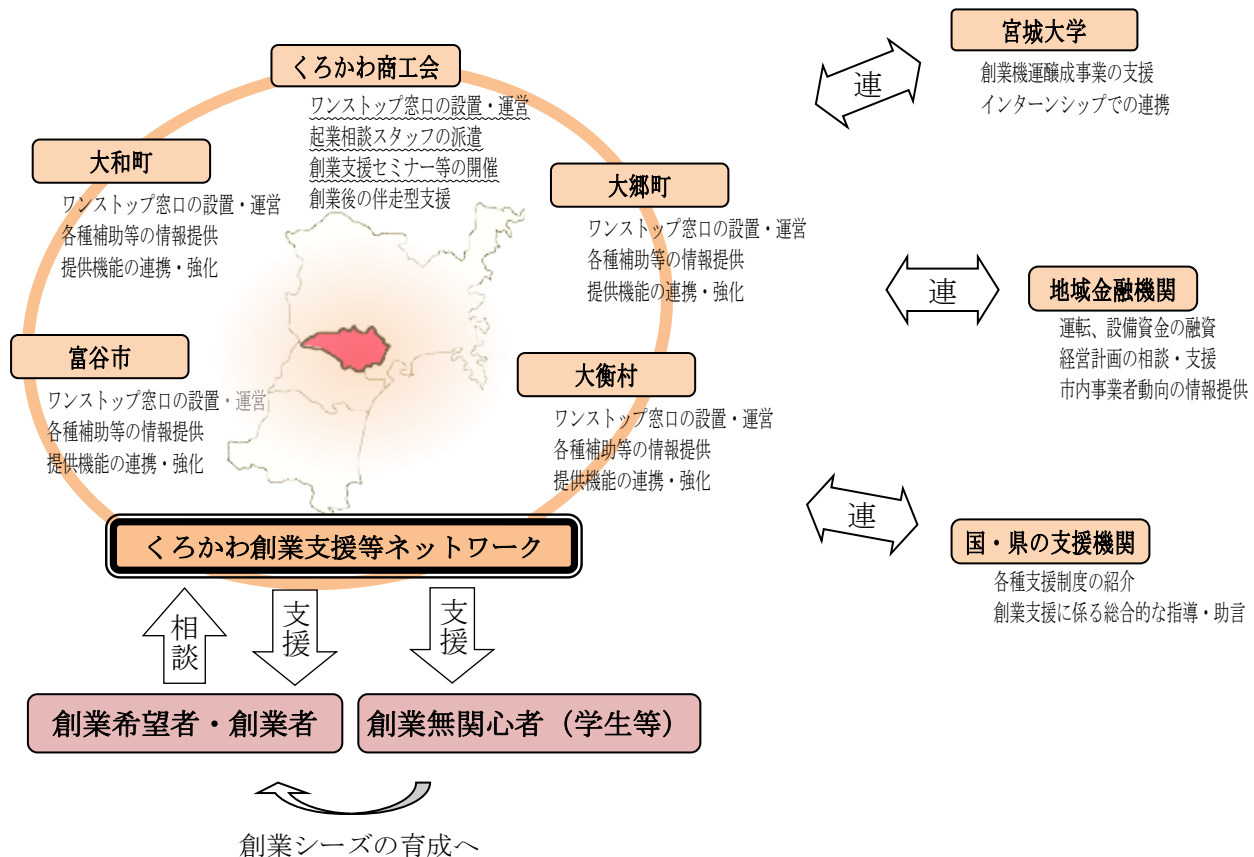 くろかわ商工会
ワンストップ窓口の設置・運営
起業相談スタッフの派遣
創業支援セミナー等の開催
創業後の伴走型支援
大和町
ワンストップ窓口の設置・運営
各種補助等の情報提供
提供機能の連携・強化
大郷町
ワンストップ窓口の設置・運営
各種補助等の情報提供
提供機能の連携・強化
富谷市
ワンストップ窓口の設置・運営
各種補助等の情報提供
提供機能の連携・強化
大衡村
ワンストップ窓口の設置・運営
各種補助等の情報提供
提供機能の連携・強化
くろかわ創業支援等ネットワーク
連
宮城大学
創業機運醸成事業の支援
インターンシップでの連携
連
地域金融機関
運転、設備資金の融資
経営計画の相談・支援
市内事業者動向の情報提供
連
国・県の支援機関
各種支援制度の紹介
創業支援に係る総合的な指導・助言
相談
支援
支援
創業希望者・創業者
創業無関心者（学生等）
創業シーズの育成へ